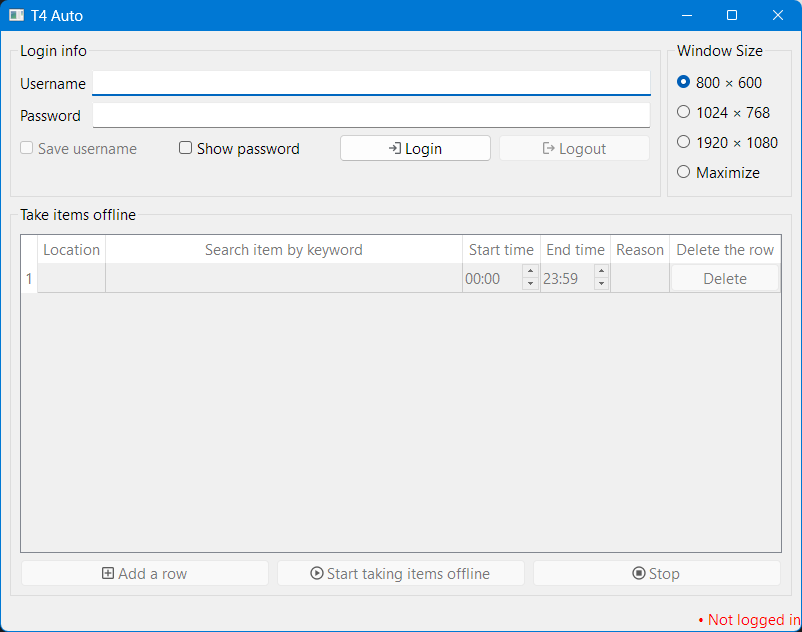 T4 Auto
Login info
Username
Password
Save username
Show password
Login
Logout
Window Size
800 × 600
1024 × 768
1920 × 1080
Maximize
Take items offline
Location Search item by keyword Start time End time Reason Delete the row
1 00:00 23:59 Delete
Add a row
Start taking items offline
Stop
• Not logged in